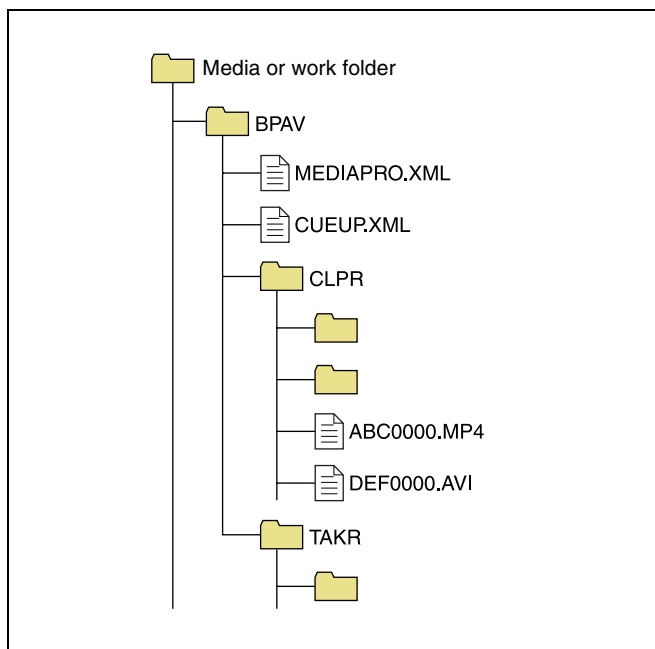 Media or work folder
BPAV
MEDIAPRO.XML
CUEUP.XML
CLPR
ABC0000.MP4
DEF0000.AVI
TAKR